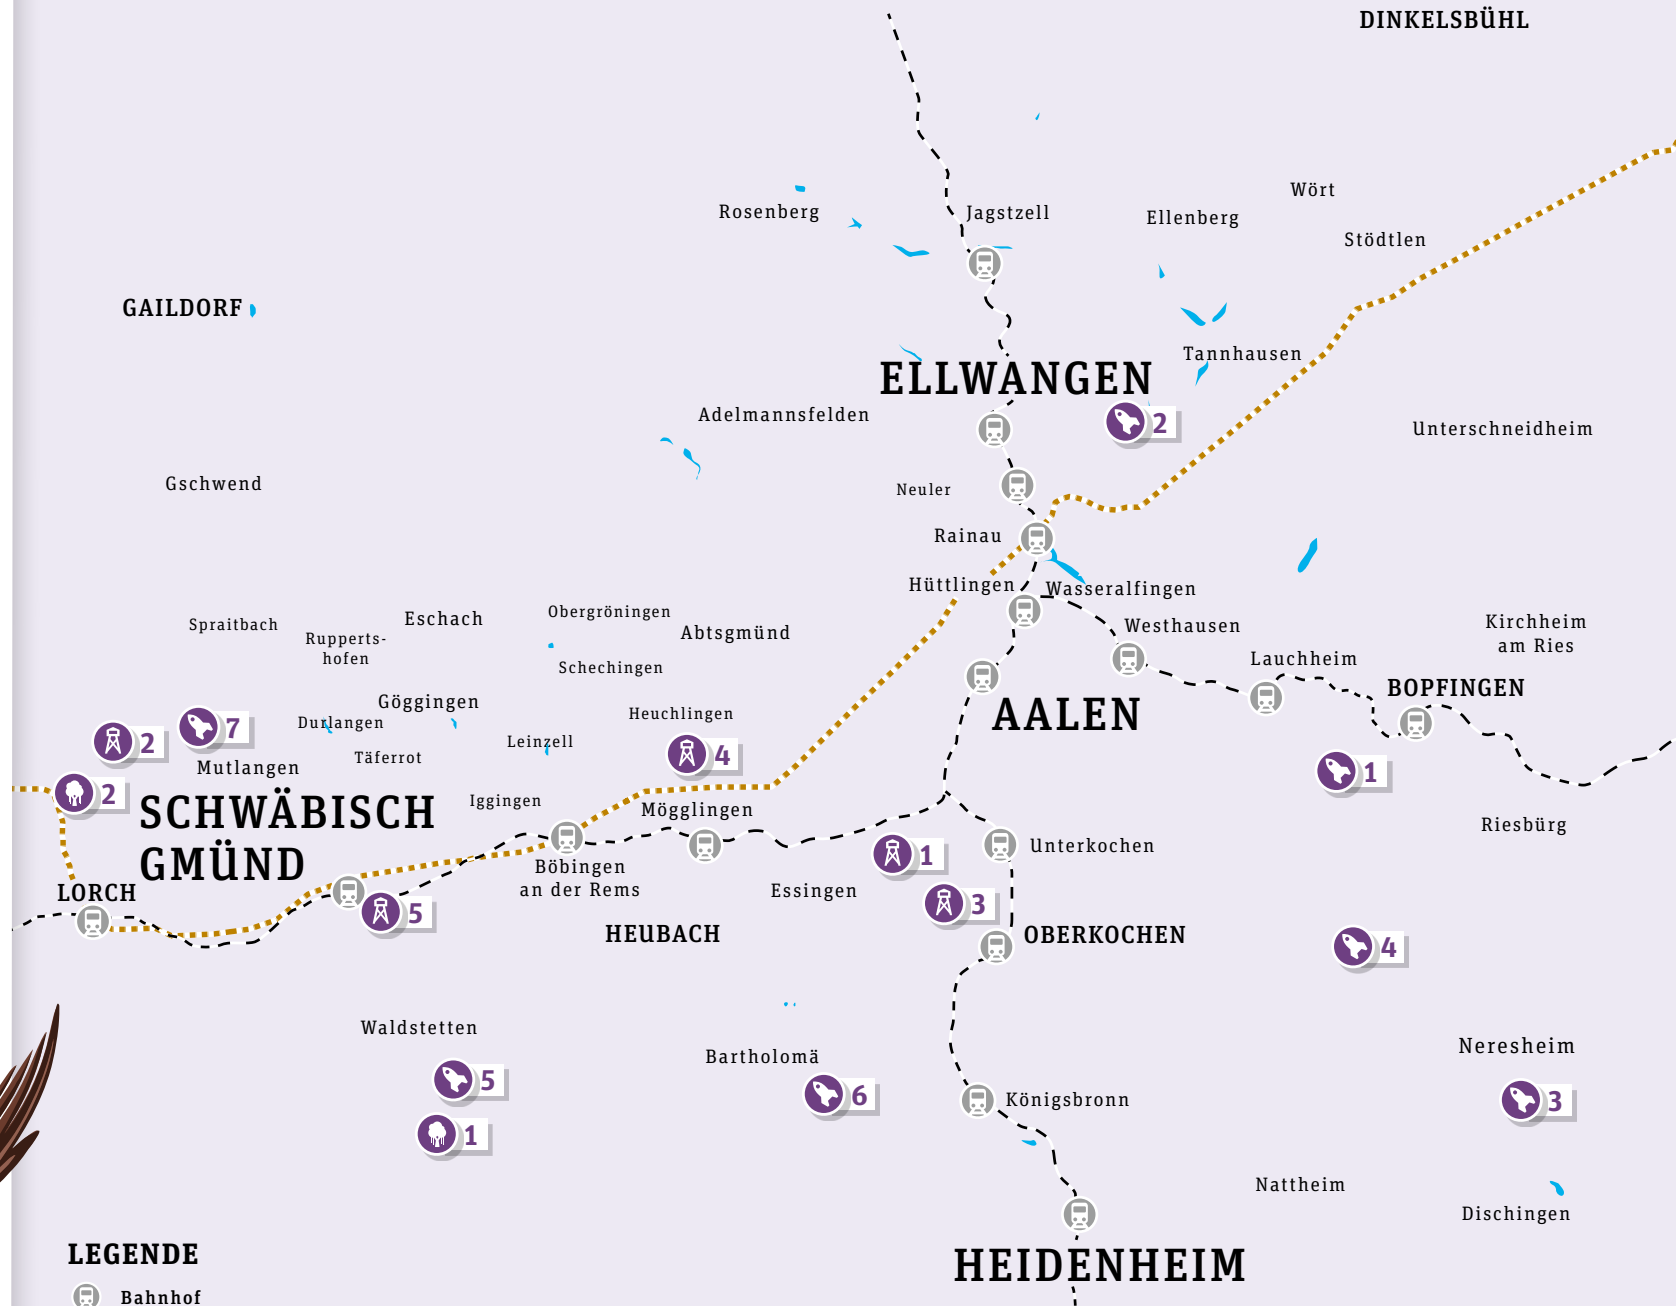 DINKELSBÜHL
Wört
Rosenberg
Jagstzell
Ellenberg
Stödtlen
GAILDORF
Tannhausen
ELLWANGEN
Adelmannsfelden
2
Unterschneidheim
Gschwend
Neuler
Rainau
Hüttlingen
Wasseralfingen
Obergröningen
Eschach
Spraitbach
Westhausen
Kirchheim
am Ries
Abtsgmünd
Ruppерts-
hofen
Schechingen
Lauchheim
BOPFINGEN
Göggingen
Heuchlingen
AALEN
Durlangen
7
2
Leinzell
4
Täferrot
Mutlangen
1
2
Iggingen
Mögglingen
SCHWÄBISCH
GMÜND
Riesbürg
Unterkochen
1
Böbingen
an der Rems
Essingen
LORCH
3
5
HEUBACH
OBERKOCHEN
4
Waldstetten
Neresheim
Bartholomä
5
6
Königsbronn
3
1
Nattheim
Dischingen
LEGENDE
HEIDENHEIM
Bahnhof